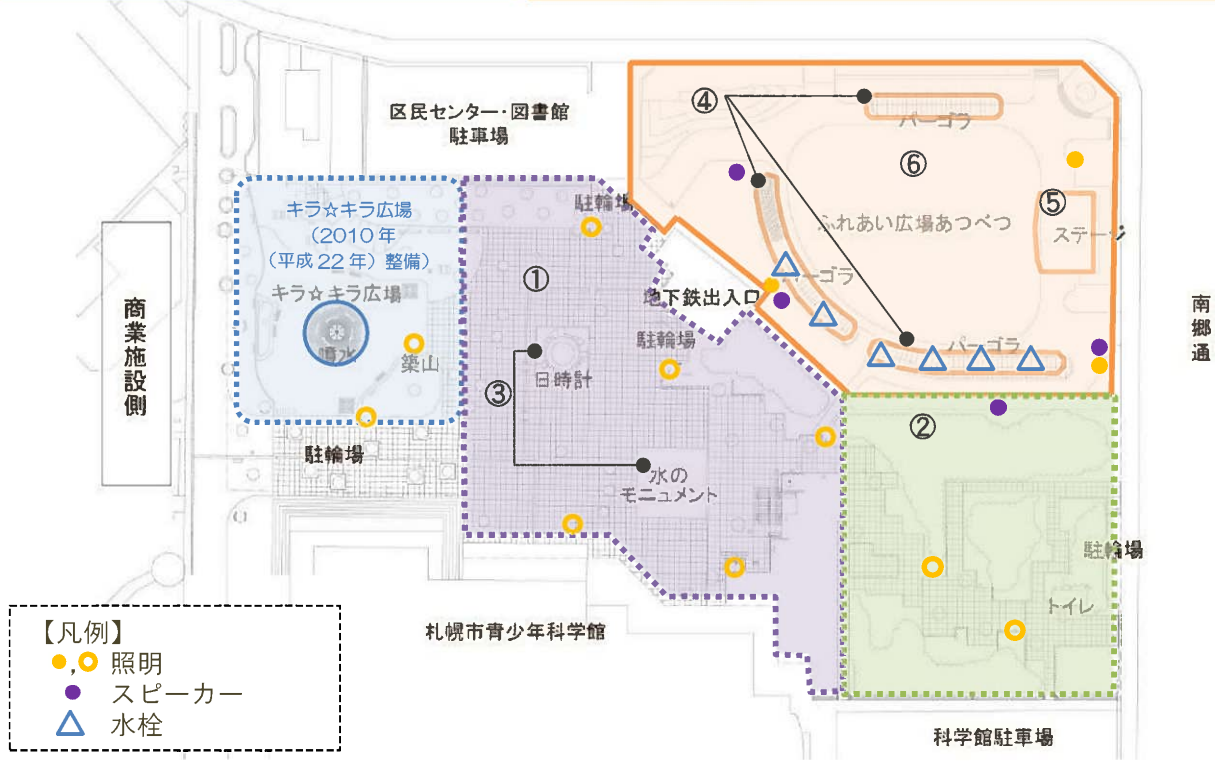 区民センター・図書館
駐車場
④
パーゴラ
⑥
⑤
ステージ
ふれあい広場あつべつ
パーゴラ
パーゴラ
キラ☆キラ広場
(2010年
(平成22年)整備)
キラ☆キラ広場
噴水
築山
駐輪場
①
地下鉄出入口
駐輪場
日時計
③
水の
モニュメント
②
駐輪場
駐輪場
トイレ
商業施設側
南郷通
札幌市青少年科学館
科学館駐車場
【凡例】
,
照明
スピーカー
水栓